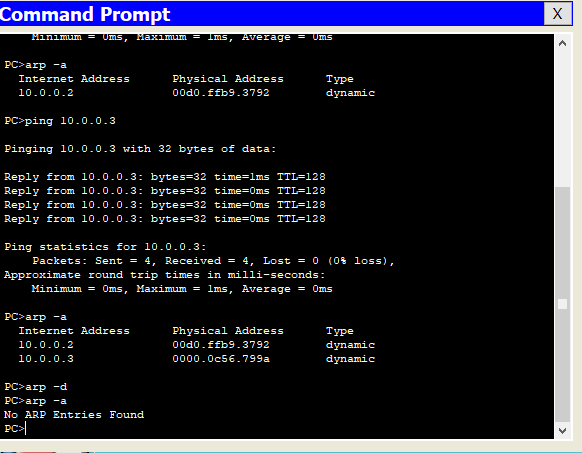 Command Prompt X
Minimum = 0ms, Maximum = 1ms, Average = 0ms
PC>arp -a
Internet Address Physical Address Type
10.0.0.2 00d0.ffb9.3792 dynamic
PC>ping 10.0.0.3
Pinging 10.0.0.3 with 32 bytes of data:
Reply from 10.0.0.3: bytes=32 time=1ms TTL=128
Reply from 10.0.0.3: bytes=32 time=0ms TTL=128
Reply from 10.0.0.3: bytes=32 time=0ms TTL=128
Reply from 10.0.0.3: bytes=32 time=0ms TTL=128
Ping statistics for 10.0.0.3:
Packets: Sent = 4, Received = 4, Lost = 0 (0% loss),
Approximate round trip times in milli-seconds:
Minimum = 0ms, Maximum = 1ms, Average = 0ms
PC>arp -a
Internet Address Physical Address Type
10.0.0.2 00d0.ffb9.3792 dynamic
10.0.0.3 0000.0c56.799a dynamic
PC>arp -d
PC>arp -a
No ARP Entries Found
PC>